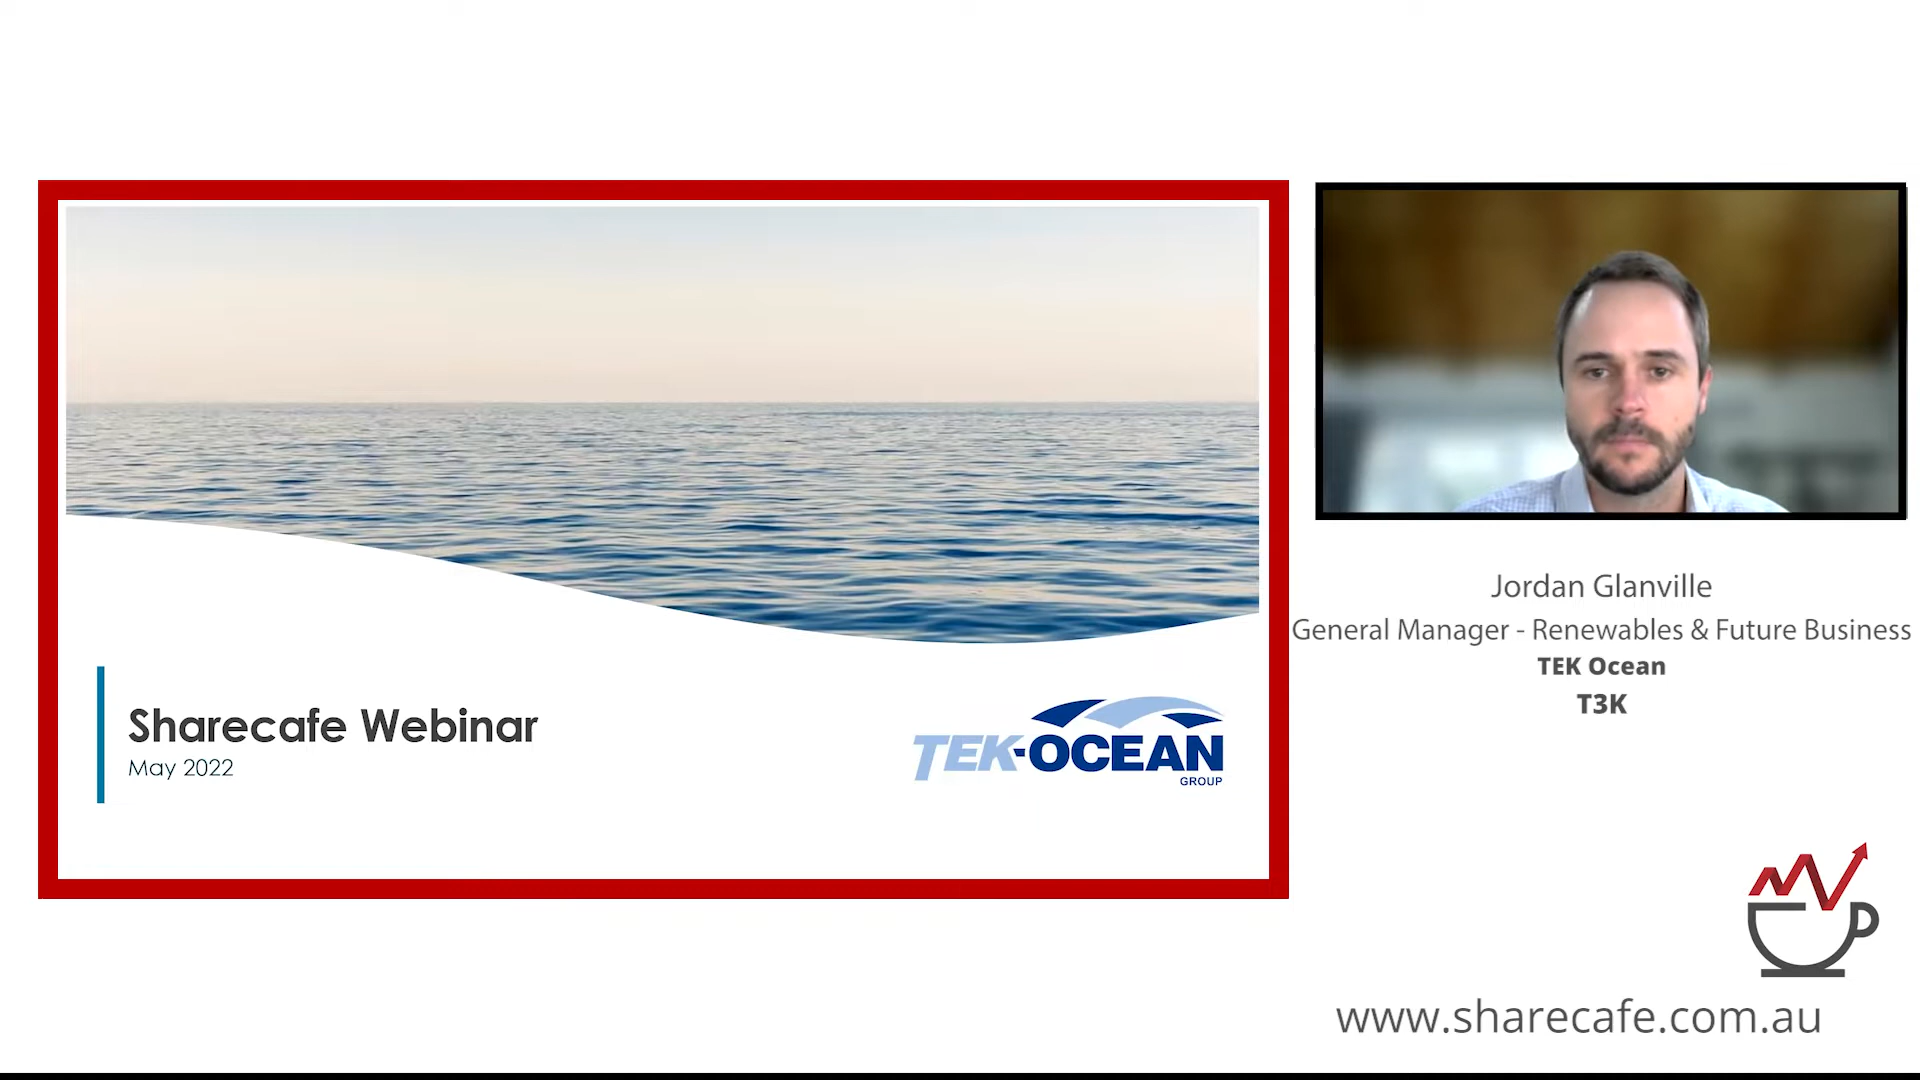 Sharecafe Webinar
May 2022
TEK-OCEAN
GROUP
Jordan Glanville
General Manager - Renewables & Future Business
TEK Ocean
T3K
www.sharecafe.com.au